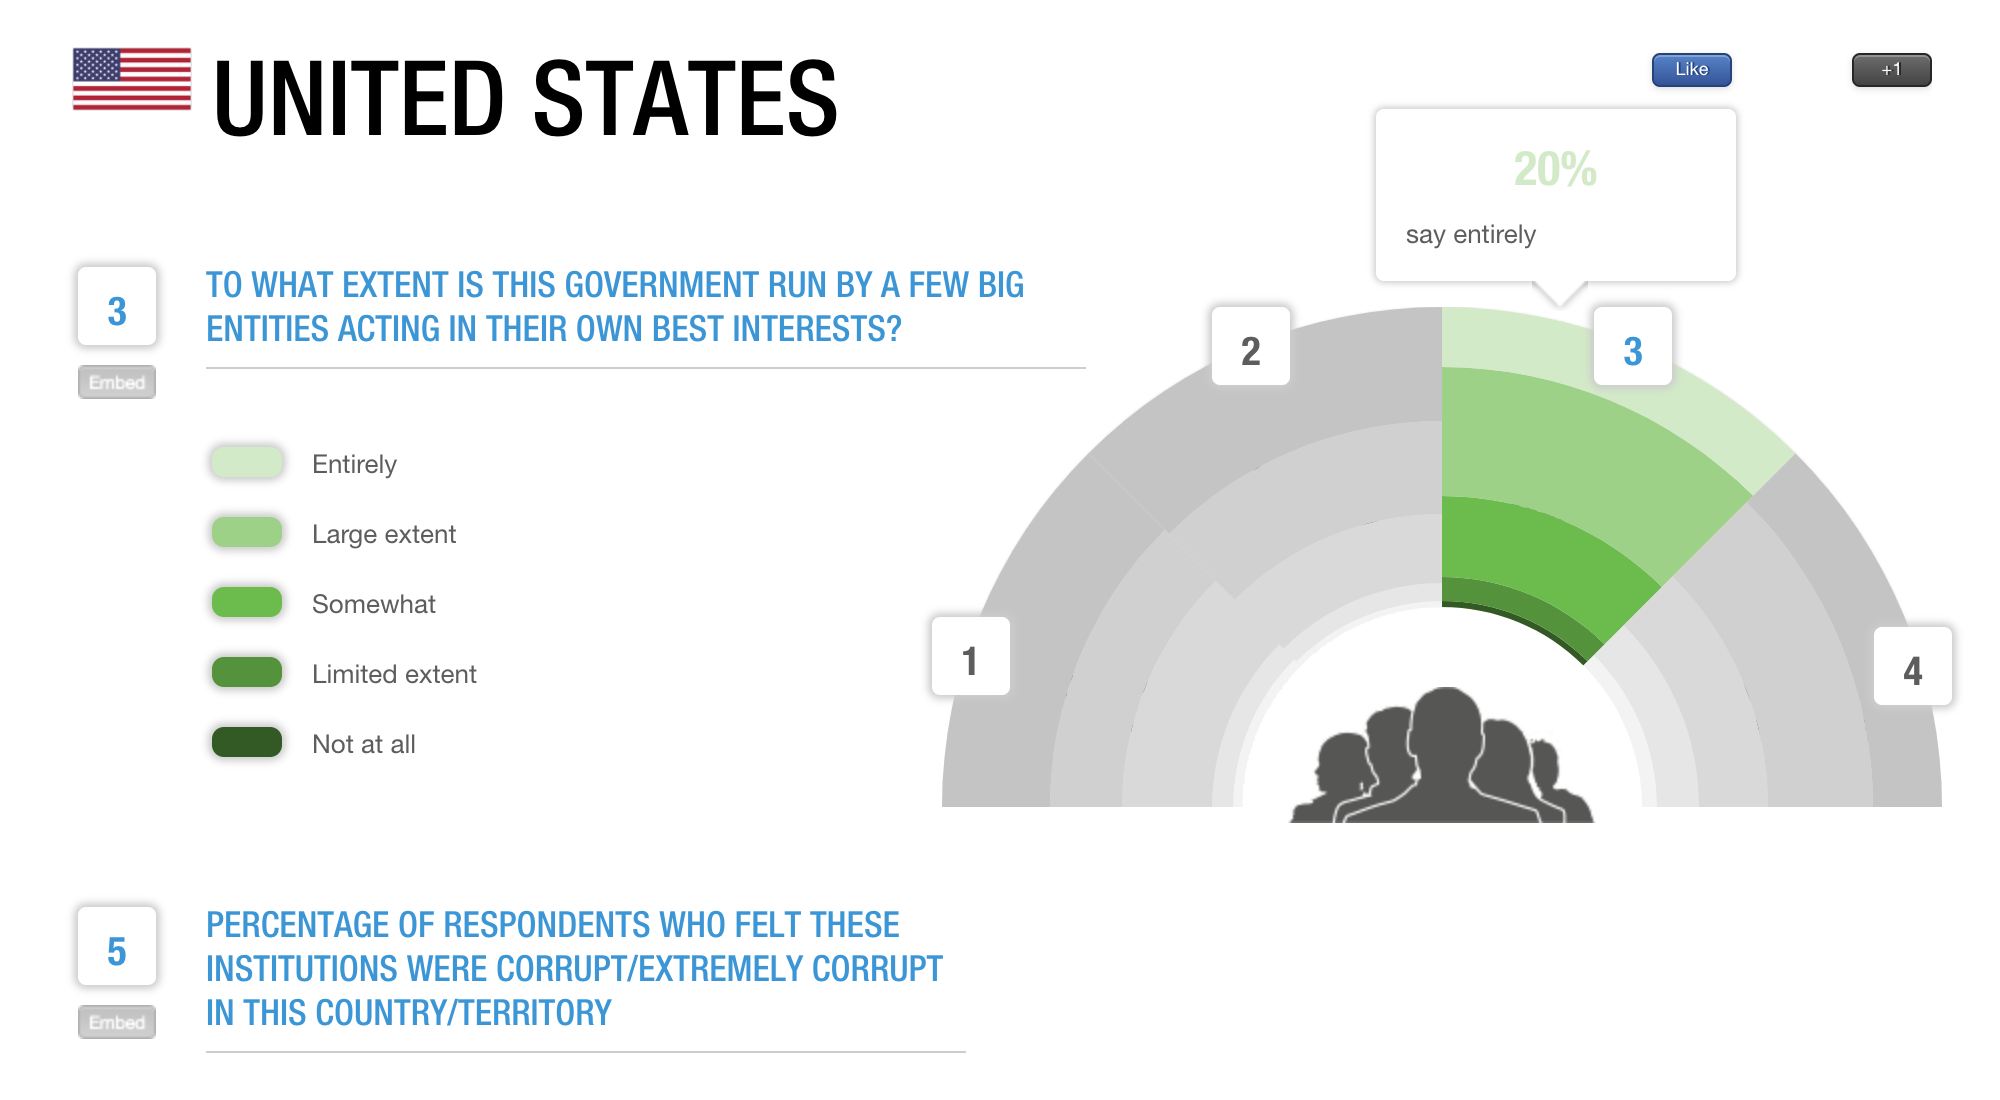 UNITED STATES
Like
+1
20%
say entirely
3
TO WHAT EXTENT IS THIS GOVERNMENT RUN BY A FEW BIG
ENTITIES ACTING IN THEIR OWN BEST INTERESTS?
Embed
Entirely
Large extent
Somewhat
Limited extent
Not at all
1
2
3
4
5
PERCENTAGE OF RESPONDENTS WHO FELT THESE
INSTITUTIONS WERE CORRUPT/EXTREMELY CORRUPT
IN THIS COUNTRY/TERRITORY
Embed